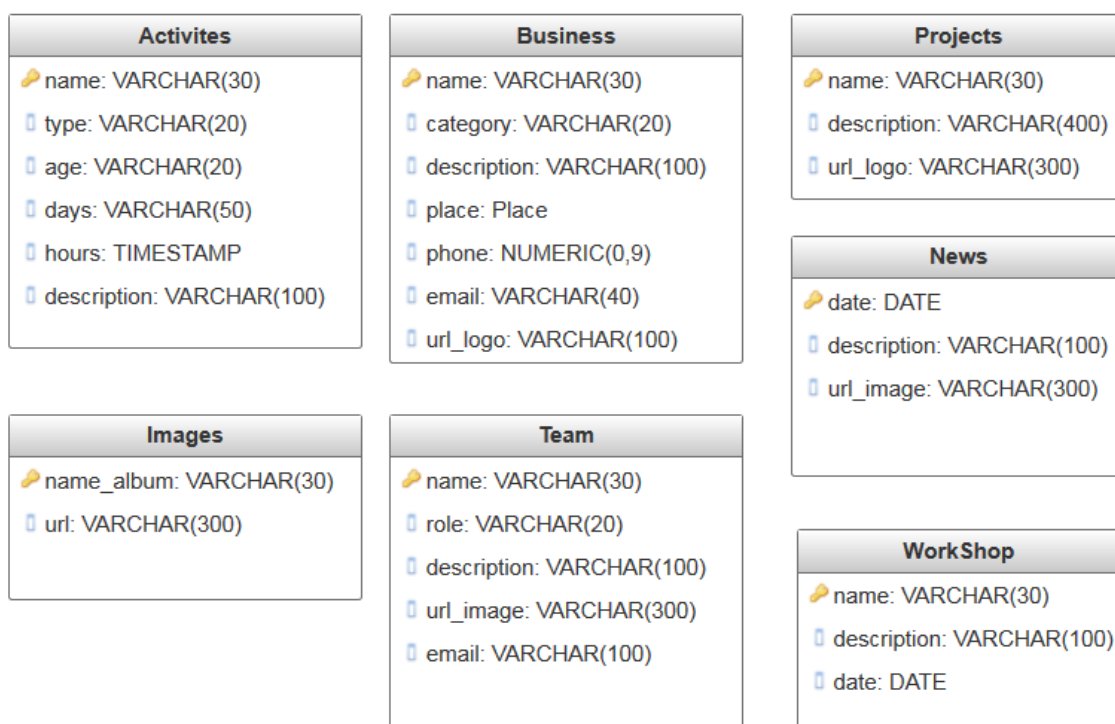 Activites
name: VARCHAR(30)
type: VARCHAR(20)
age: VARCHAR(20)
days: VARCHAR(50)
hours: TIMESTAMP
description: VARCHAR(100)
Business
name: VARCHAR(30)
category: VARCHAR(20)
description: VARCHAR(100)
place: Place
phone: NUMERIC(0,9)
email: VARCHAR(40)
url_logo: VARCHAR(100)
Projects
name: VARCHAR(30)
description: VARCHAR(400)
url_logo: VARCHAR(300)
News
date: DATE
description: VARCHAR(100)
url_image: VARCHAR(300)
Images
name_album: VARCHAR(30)
url: VARCHAR(300)
Team
name: VARCHAR(30)
role: VARCHAR(20)
description: VARCHAR(100)
url_image: VARCHAR(300)
email: VARCHAR(100)
WorkShop
name: VARCHAR(30)
description: VARCHAR(100)
date: DATE